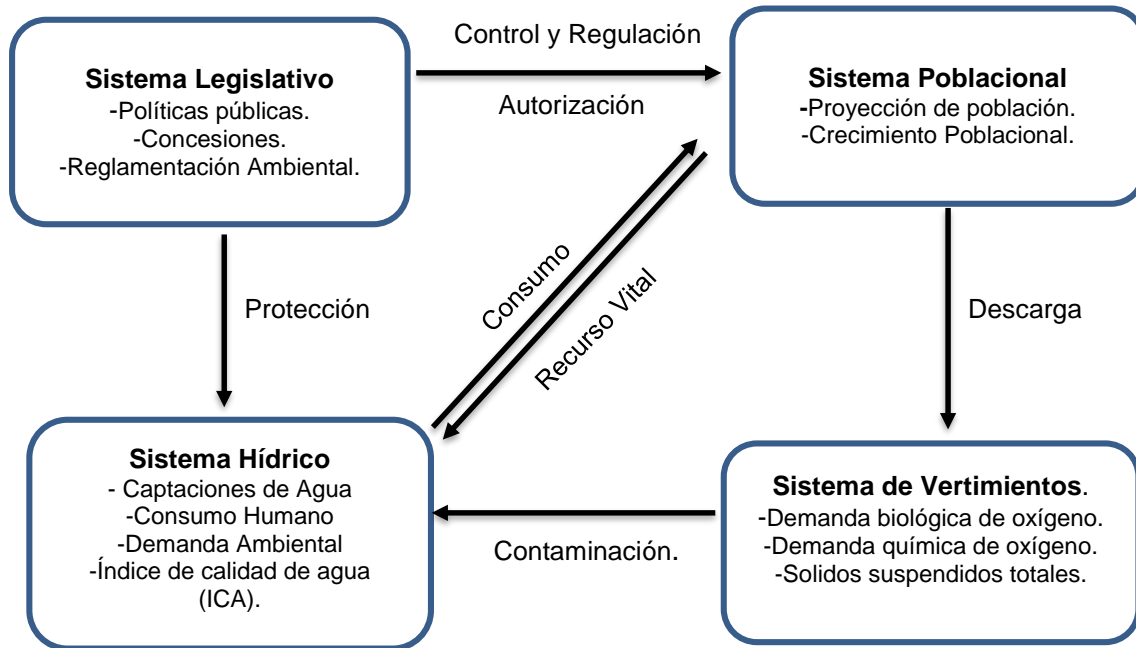 Sistema Legislativo
-Políticas públicas.
-Concesiones.
-Reglamentación Ambiental.
Control y Regulación
Autorización
Sistema Poblacional
-Proyección de población.
-Crecimiento Poblacional.
Protección
Consumo
Recurso Vital
Descarga
Sistema Hídrico
- Captaciones de Agua
-Consumo Humano
-Demanda Ambiental
-Índice de calidad de agua
(ICA).
Contaminación.
Sistema de Vertimientos.
-Demanda biológica de oxígeno.
-Demanda química de oxígeno.
-Solidos suspendidos totales.